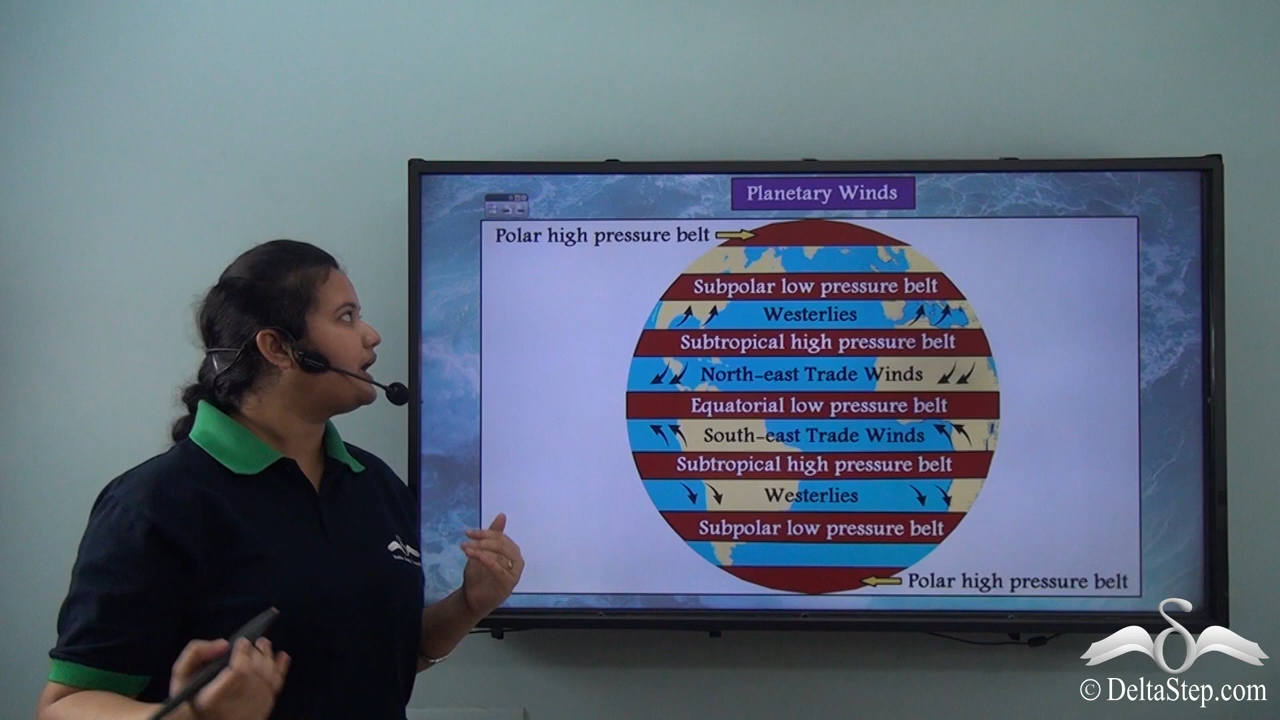 Planetary Winds
Polar high pressure belt
Subpolar low pressure belt
Westerlies
Subtropical high pressure belt
North-east Trade Winds
Equatorial low pressure belt
South-east Trade Winds
Subtropical high pressure belt
Westerlies
Subpolar low pressure belt
Polar high pressure belt
© DeltaStep.com